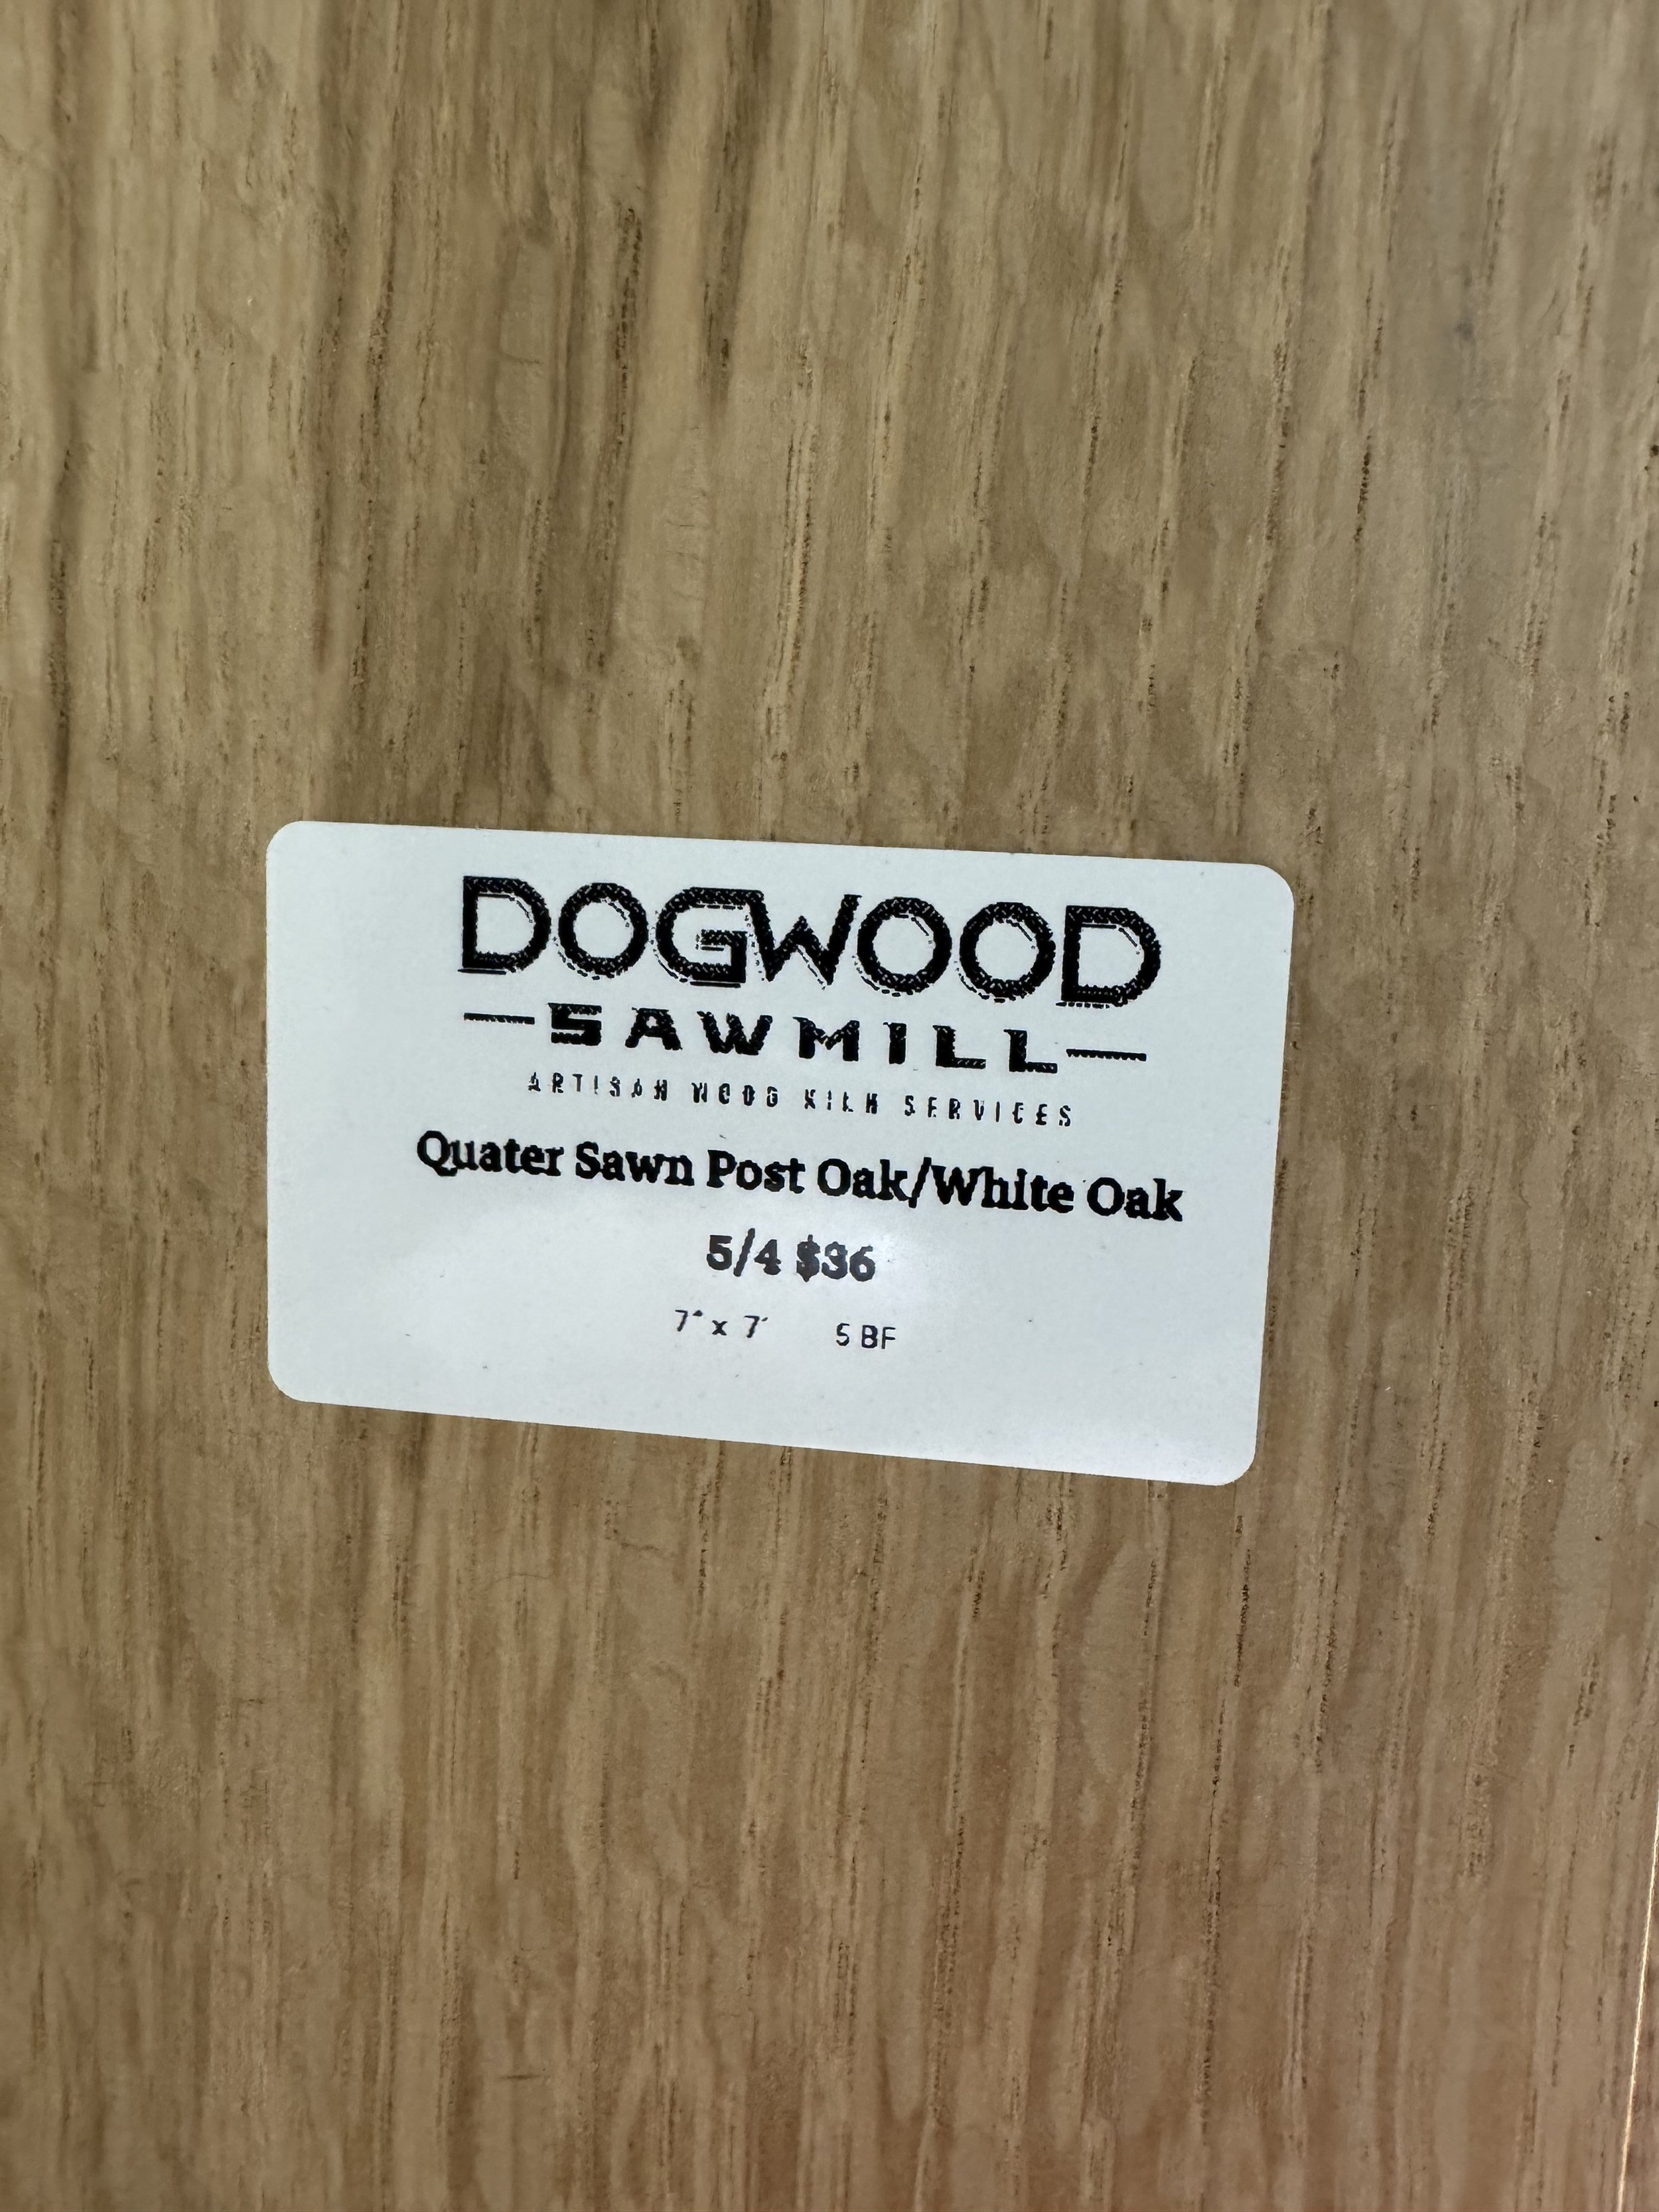 DOGWOOD
SAWMILL
ARTISAN WOOD KILN SERVICES
Quater Sawn Post Oak/White Oak
5/4 $36
7" x 7' 5 BF